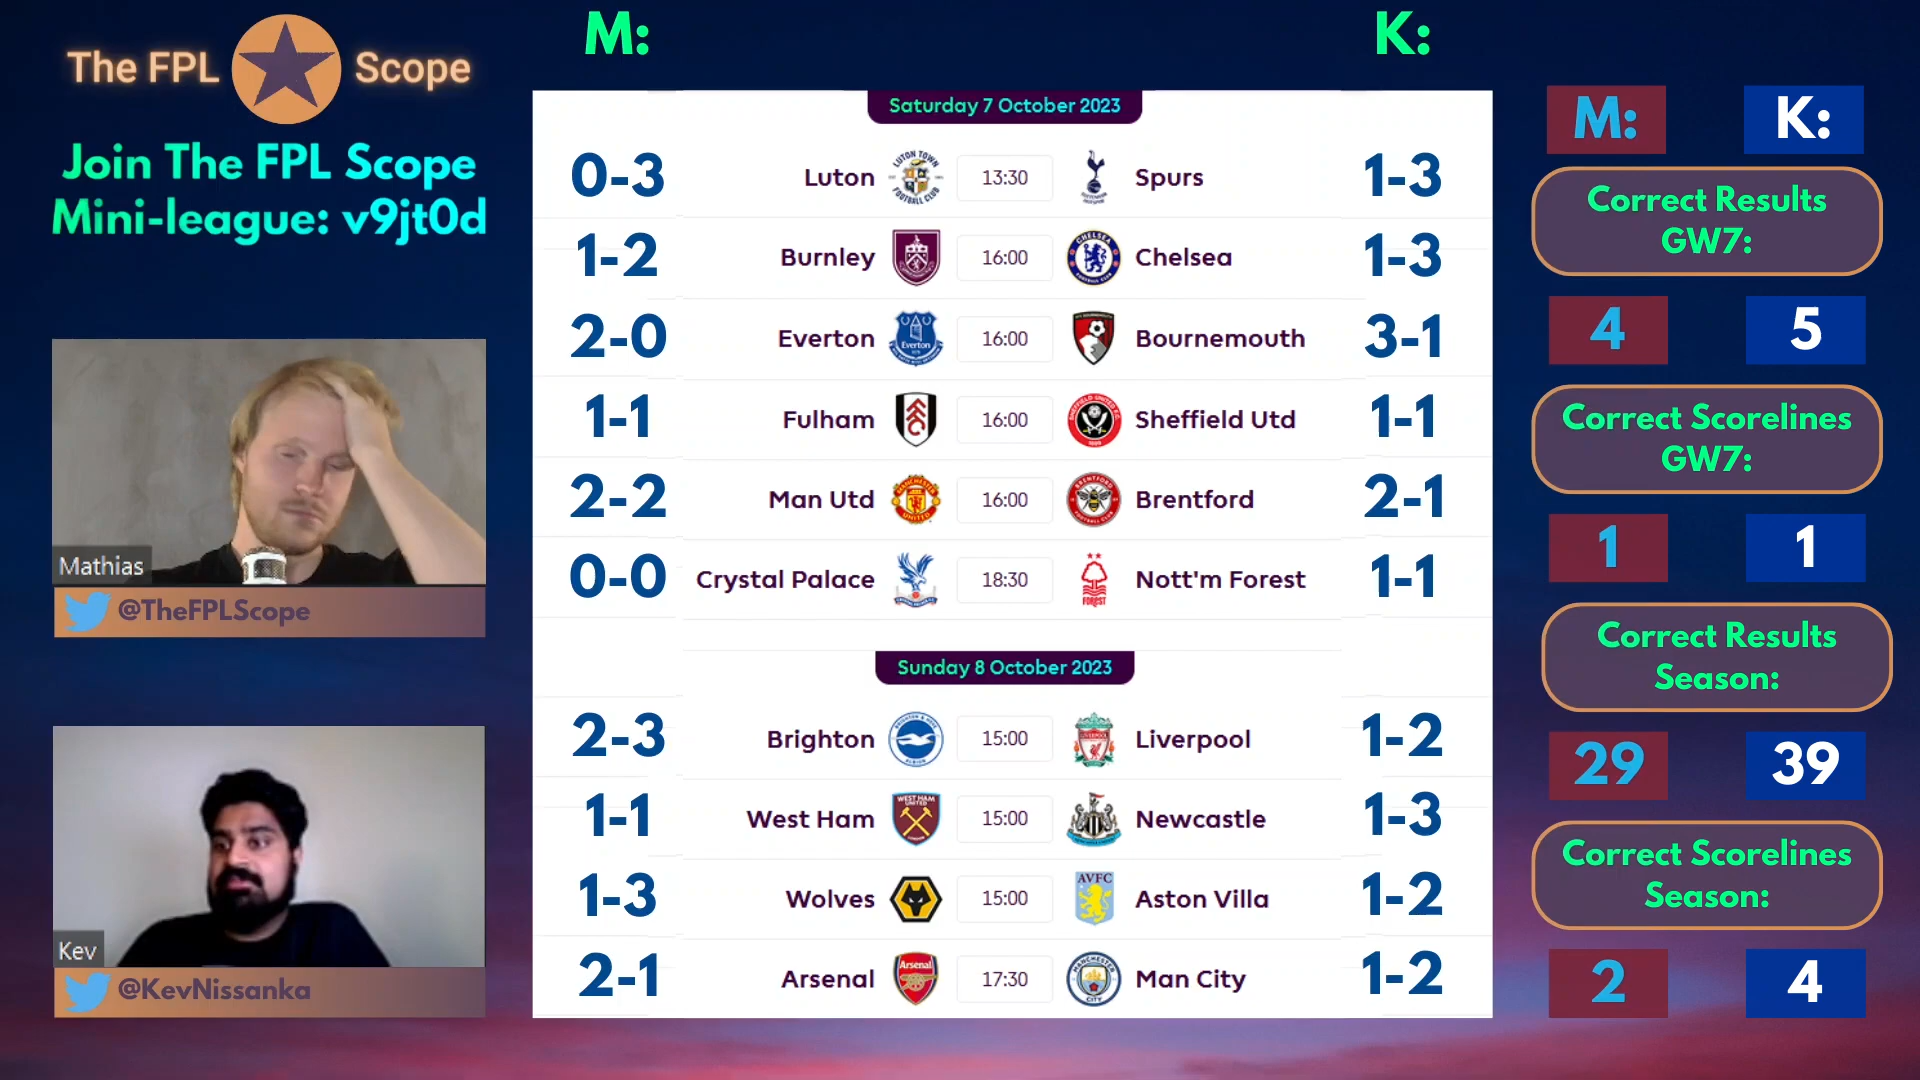 The FPL Scope
Join The FPL Scope
Mini-league: v9jt0d
Mathias
@TheFPLScope
Kev
@KevNissanka
M: K:
Saturday 7 October 2023
0-3 Luton 13:30 Spurs 1-3
1-2 Burnley 16:00 Chelsea 1-3
2-0 Everton 16:00 Bournemouth 3-1
1-1 Fulham 16:00 Sheffield Utd 1-1
2-2 Man Utd 16:00 Brentford 2-1
0-0 Crystal Palace 18:30 Nott'm Forest 1-1
Sunday 8 October 2023
2-3 Brighton 15:00 Liverpool 1-2
1-1 West Ham 15:00 Newcastle 1-3
1-3 Wolves 15:00 Aston Villa 1-2
2-1 Arsenal 17:30 Man City 1-2
M: K:
Correct Results
GW7:
4 5
Correct Scorelines
GW7:
1 1
Correct Results
Season:
29 39
Correct Scorelines
Season:
2 4